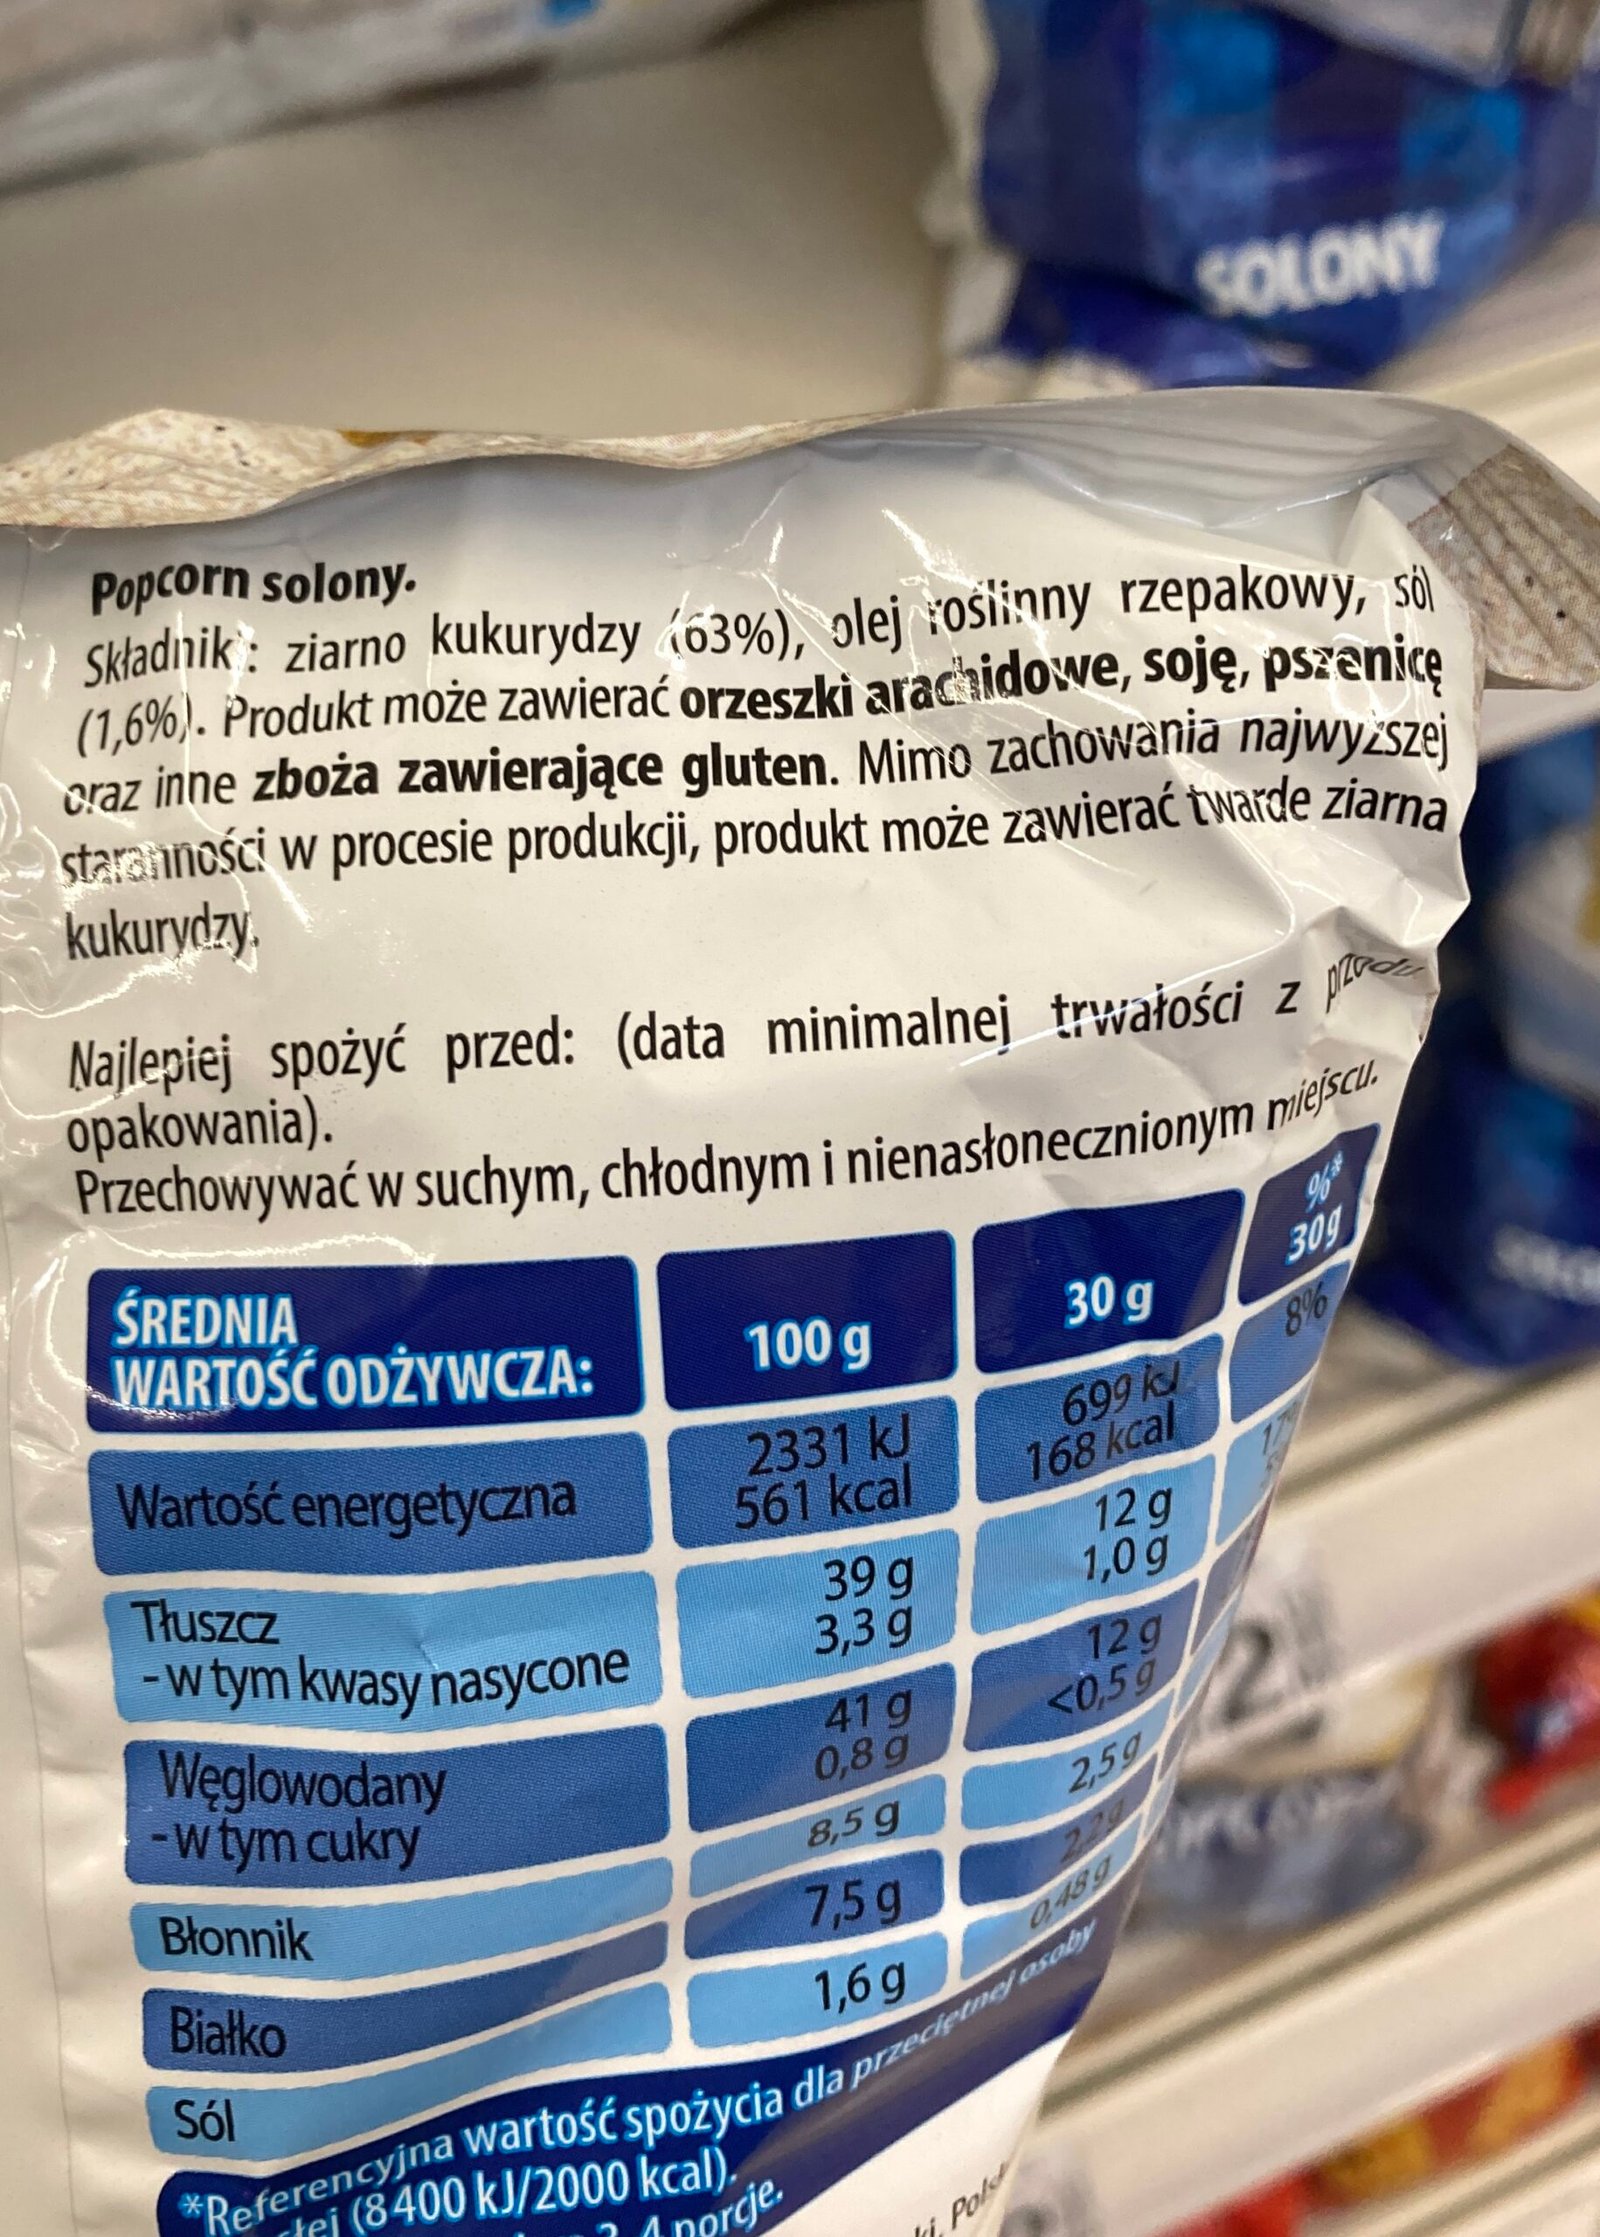 SOLONY
Popcorn solony.
Składniki: ziarno kukurydzy (63%), olej roślinny rzepakowy, sól
(1,6%). Produkt może zawierać orzeszki arachidowe, soję, pszenicę
oraz inne zboża zawierające gluten. Mimo zachowania najwyższej
staranności w procesie produkcji, produkt może zawierać twarde ziarna
kukurydzy.
Najlepiej spożyć przed: (data minimalnej trwałości z przodu
opakowania).
Przechowywać w suchym, chłodnym i nienasłonecznionym miejscu.
ŚREDNIA
WARTOŚĆ ODŻYWCZA:
100 g
30 g
%*
30g
Wartość energetyczna
2331 kJ
561 kcal
699 kJ
168 kcal
8%
Tłuszcz
- w tym kwasy nasycone
39 g
3,3 g
12 g
1,0 g
Węglowodany
- w tym cukry
41 g
0,8 g
12 g
<0,5 g
Błonnik
8,5 g
2,5 g
Białko
7,5 g
2,2 g
Sól
1,6 g
0,48 g
*Referencyjna wartość spożycia dla przeciętnej osoby
(8400 kJ/2000 kcal).
porcje.